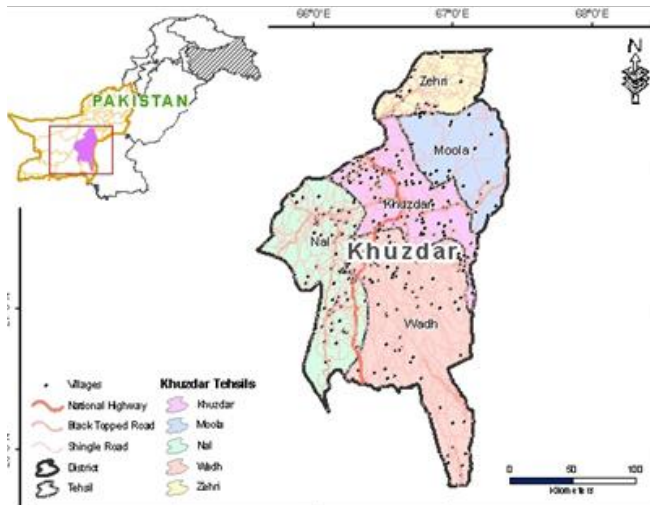 66°0'E 67°0'E 68°0'E
N
PAKISTAN
Zehri
Moola
Khuzdar
Nal
Khuzdar
Wadh
Villages
National Highway
Black Topped Road
Shingle Road
District
Tehsil
Khuzdar Tehsils
Khuzdar
Moola
Nal
Wadh
Zehri
0 50 100
Kilometers